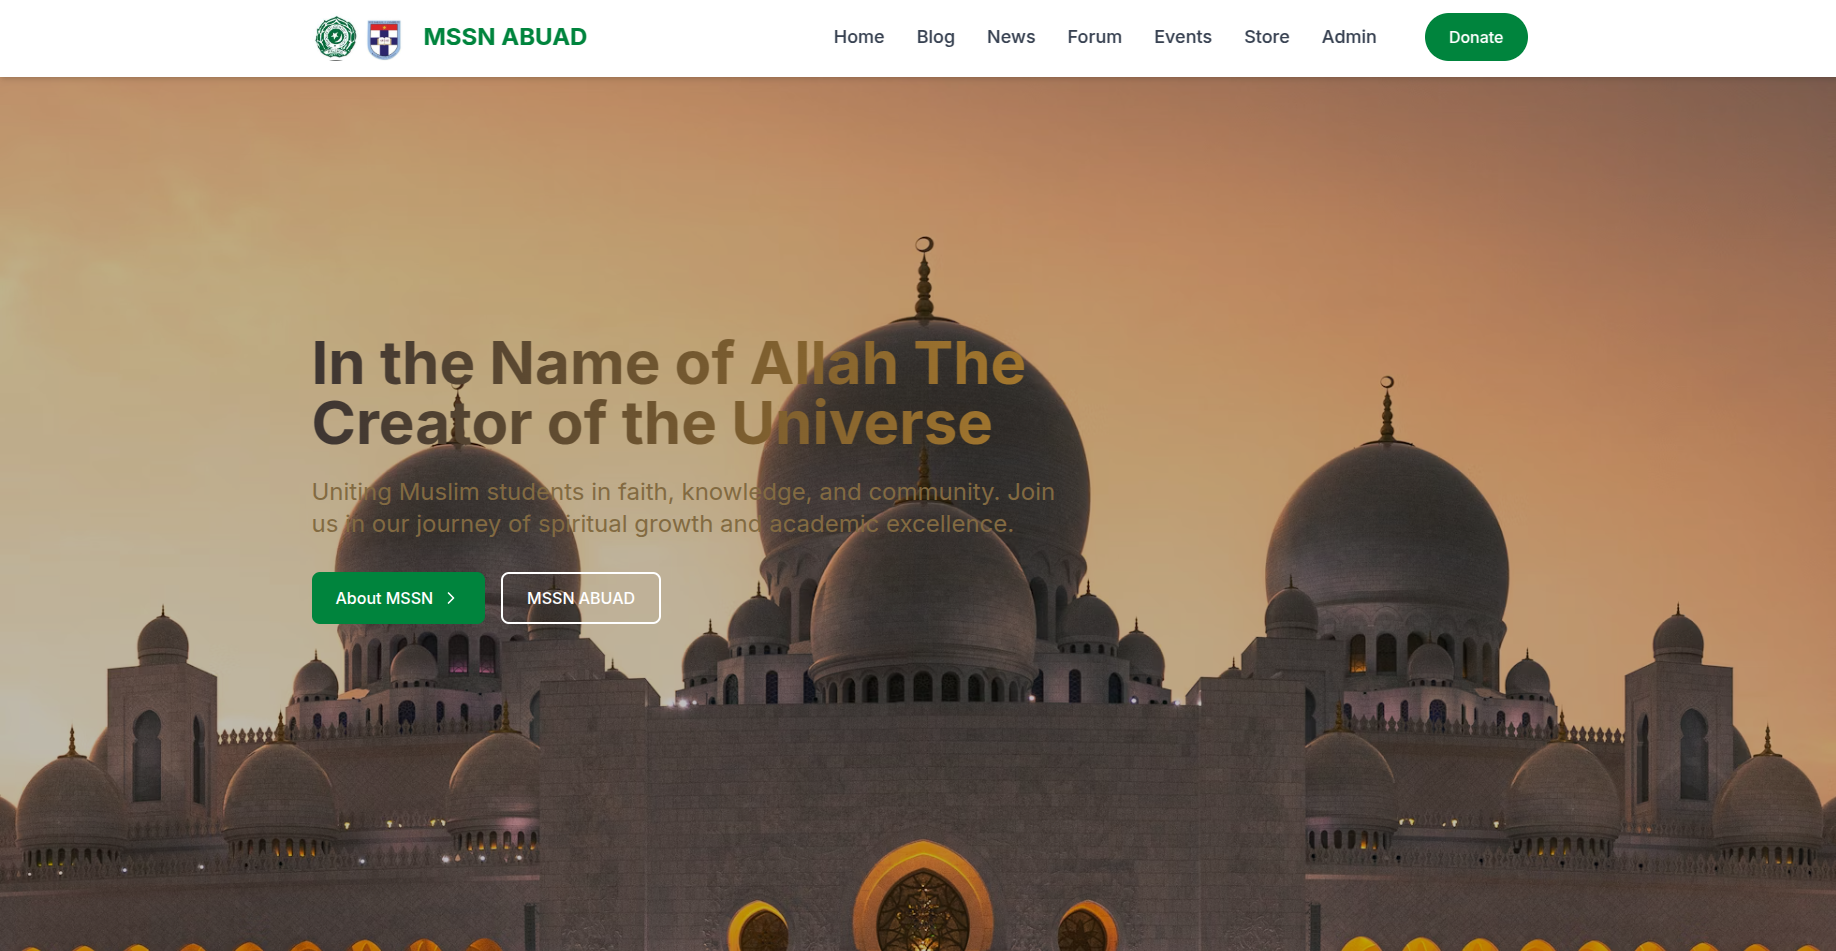 MSSN ABUAD
Home
Blog
News
Forum
Events
Store
Admin
Donate
In the Name of Allah The
Creator of the Universe
Uniting Muslim students in faith, knowledge, and community. Join
us in our journey of spiritual growth and academic excellence.
About MSSN
MSSN ABUAD